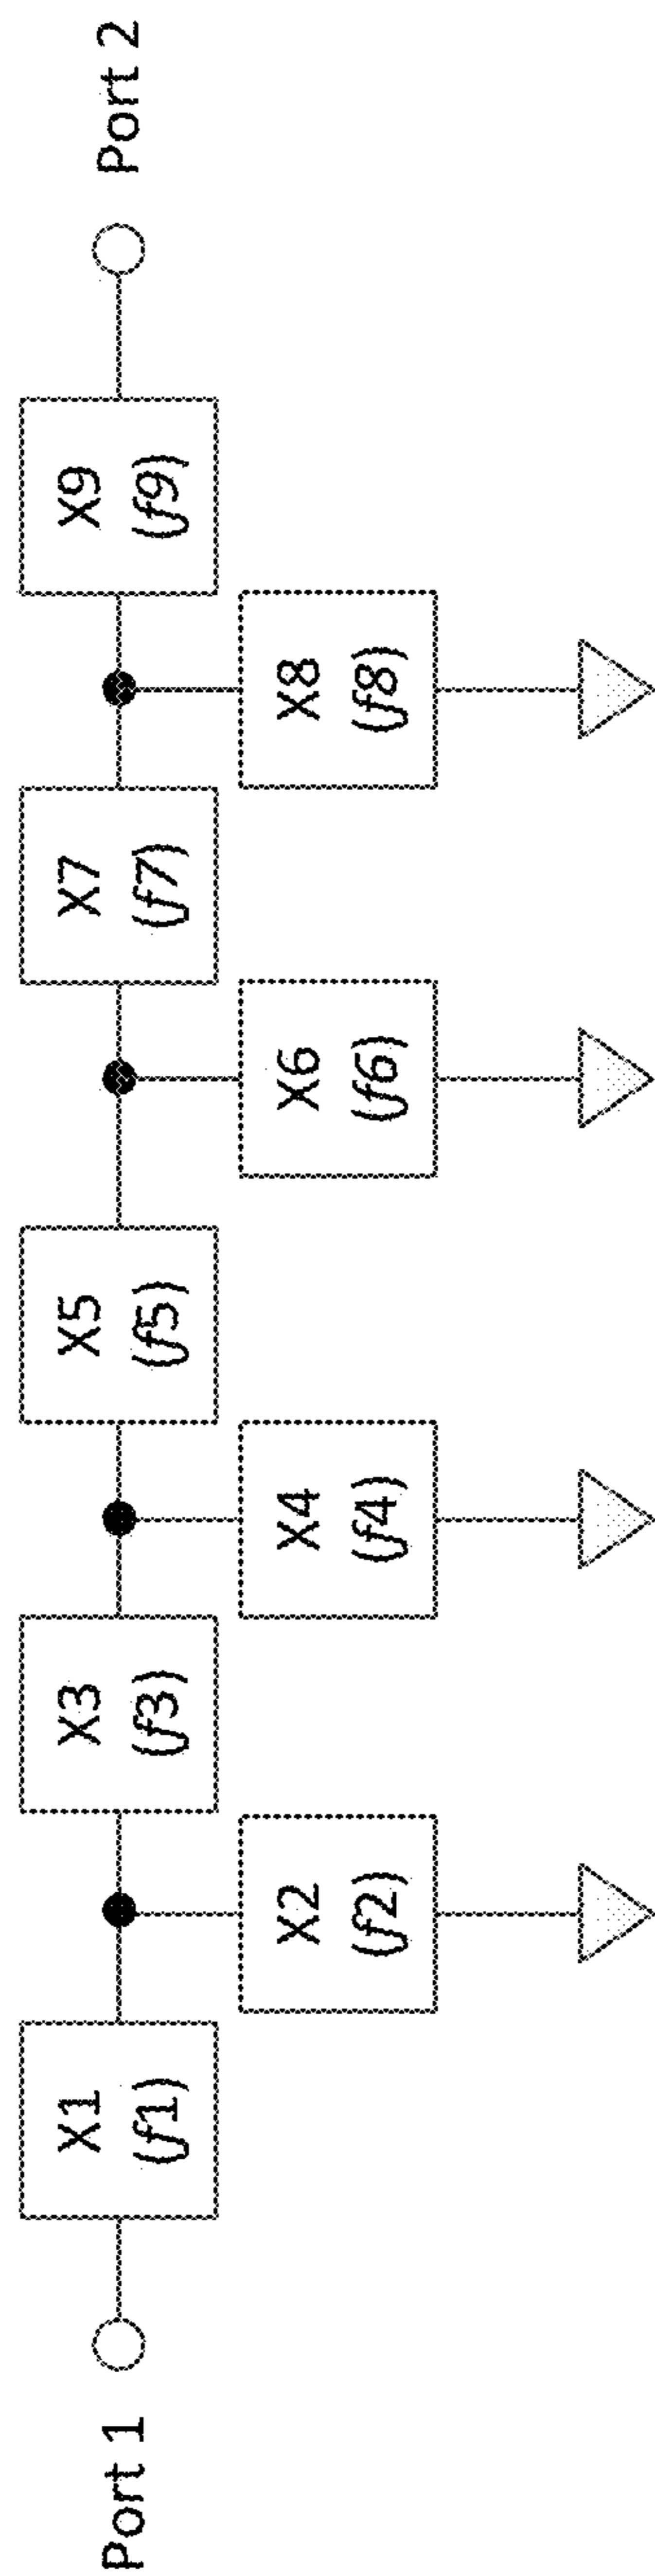 Port 1
X1
(f1)
X3
(f3)
X5
(f5)
X7
(f7)
X9
(f9)
Port 2
X2
(f2)
X4
(f4)
X6
(f6)
X8
(f8)